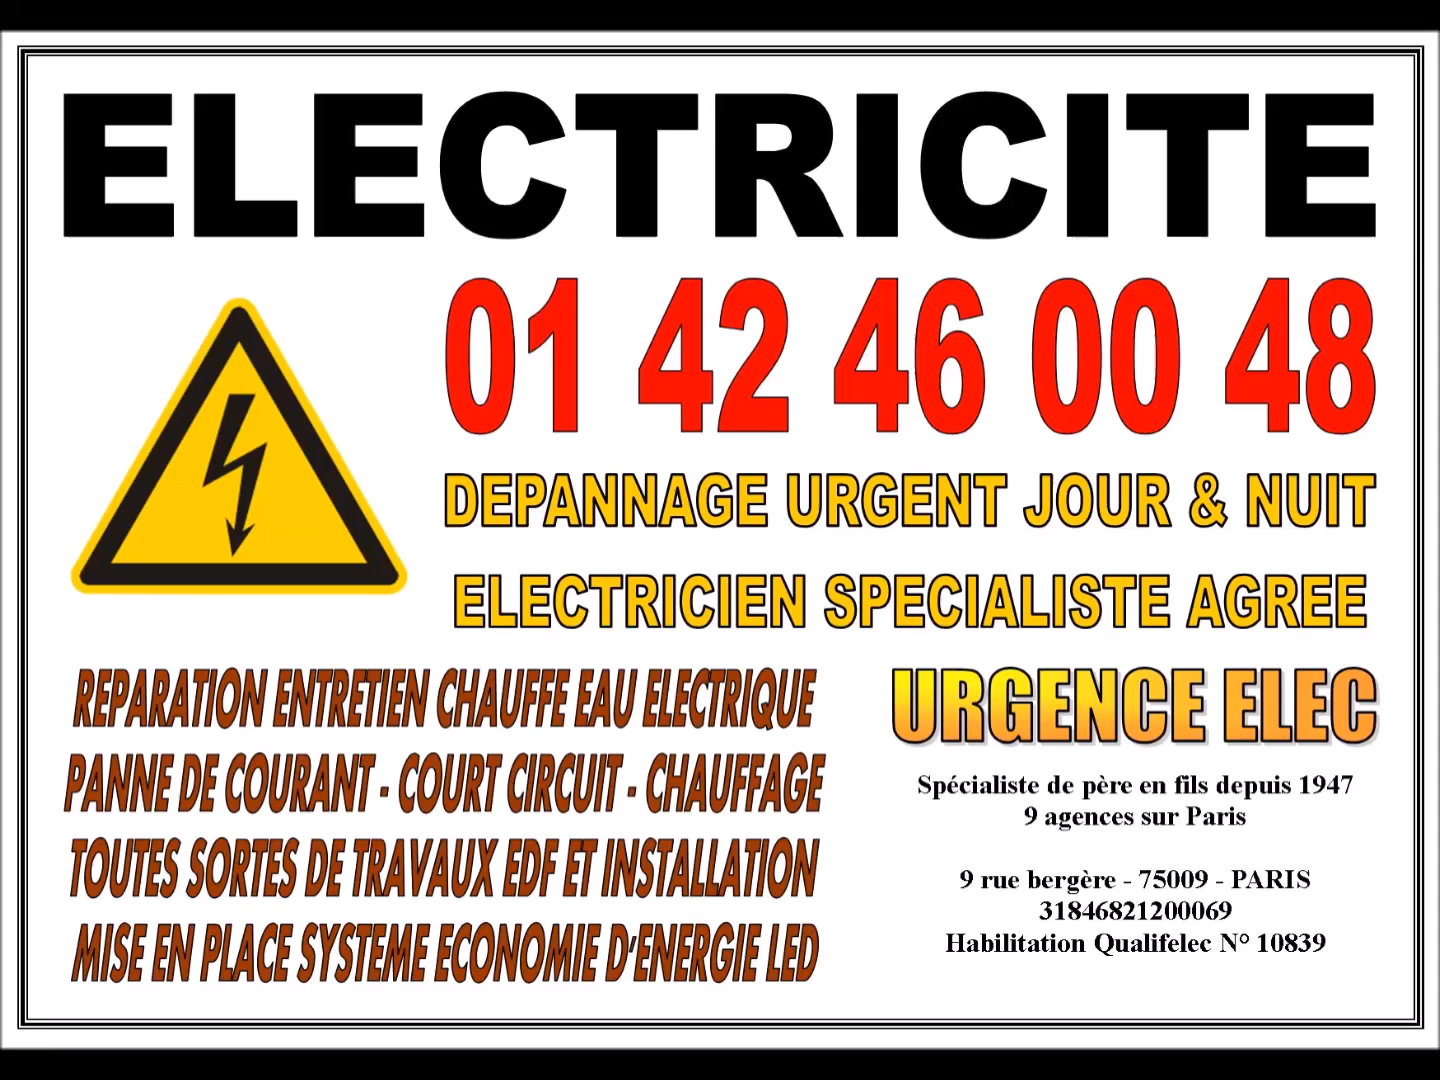 ELECTRICITE
01 42 46 00 48
DEPANNAGE URGENT JOUR & NUIT
ELECTRICIEN SPECIALISTE AGREE
REPARATION ENTRETIEN CHAUFFE EAU ELECTRIQUE
PANNE DE COURANT - COURT CIRCUIT - CHAUFFAGE
TOUTES SORTES DE TRAVAUX EDF ET INSTALLATION
MISE EN PLACE SYSTEME ECONOMIE D'ENERGIE LED
URGENCE ELEC
Spécialiste de père en fils depuis 1947
9 agences sur Paris
9 rue bergère - 75009 - PARIS
31846821200069
Habilitation Qualifelec N° 10839